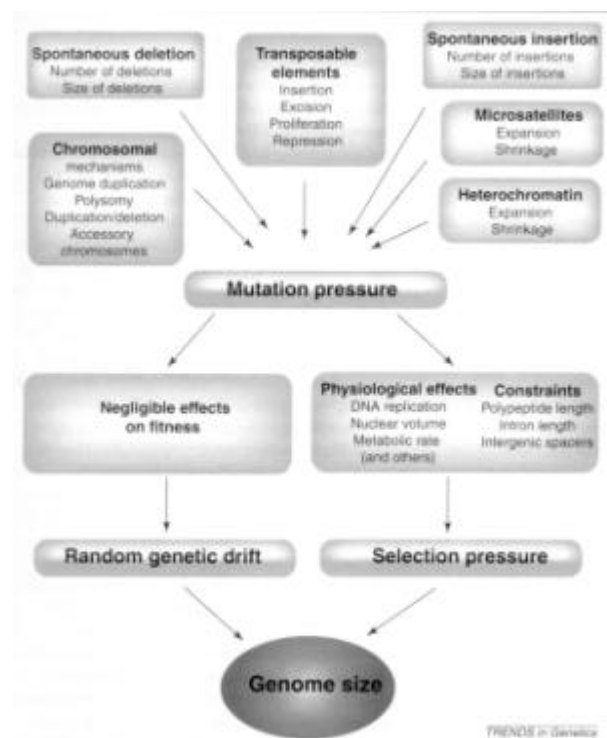 Spontaneous deletion
Number of deletions
Size of deletions
Transposable
elements
Insertion
Excision
Proliferation
Repression
Spontaneous insertion
Number of insertions
Size of insertions
Chromosomal
mechanisms
Genome duplication
Polysomy
Duplication/deletion
Accessory
chromosomes
Microsatellites
Expansion
Shrinkage
Heterochromatin
Expansion
Shrinkage
Mutation pressure
Negligible effects
on fitness
Physiological effects
DNA replication
Nuclear volume
Metabolic rate
(and others)
Constraints
Polypeptide length
Intron length
Intergenic spacers
Random genetic drift
Selection pressure
Genome size
TRENDS in Genetics